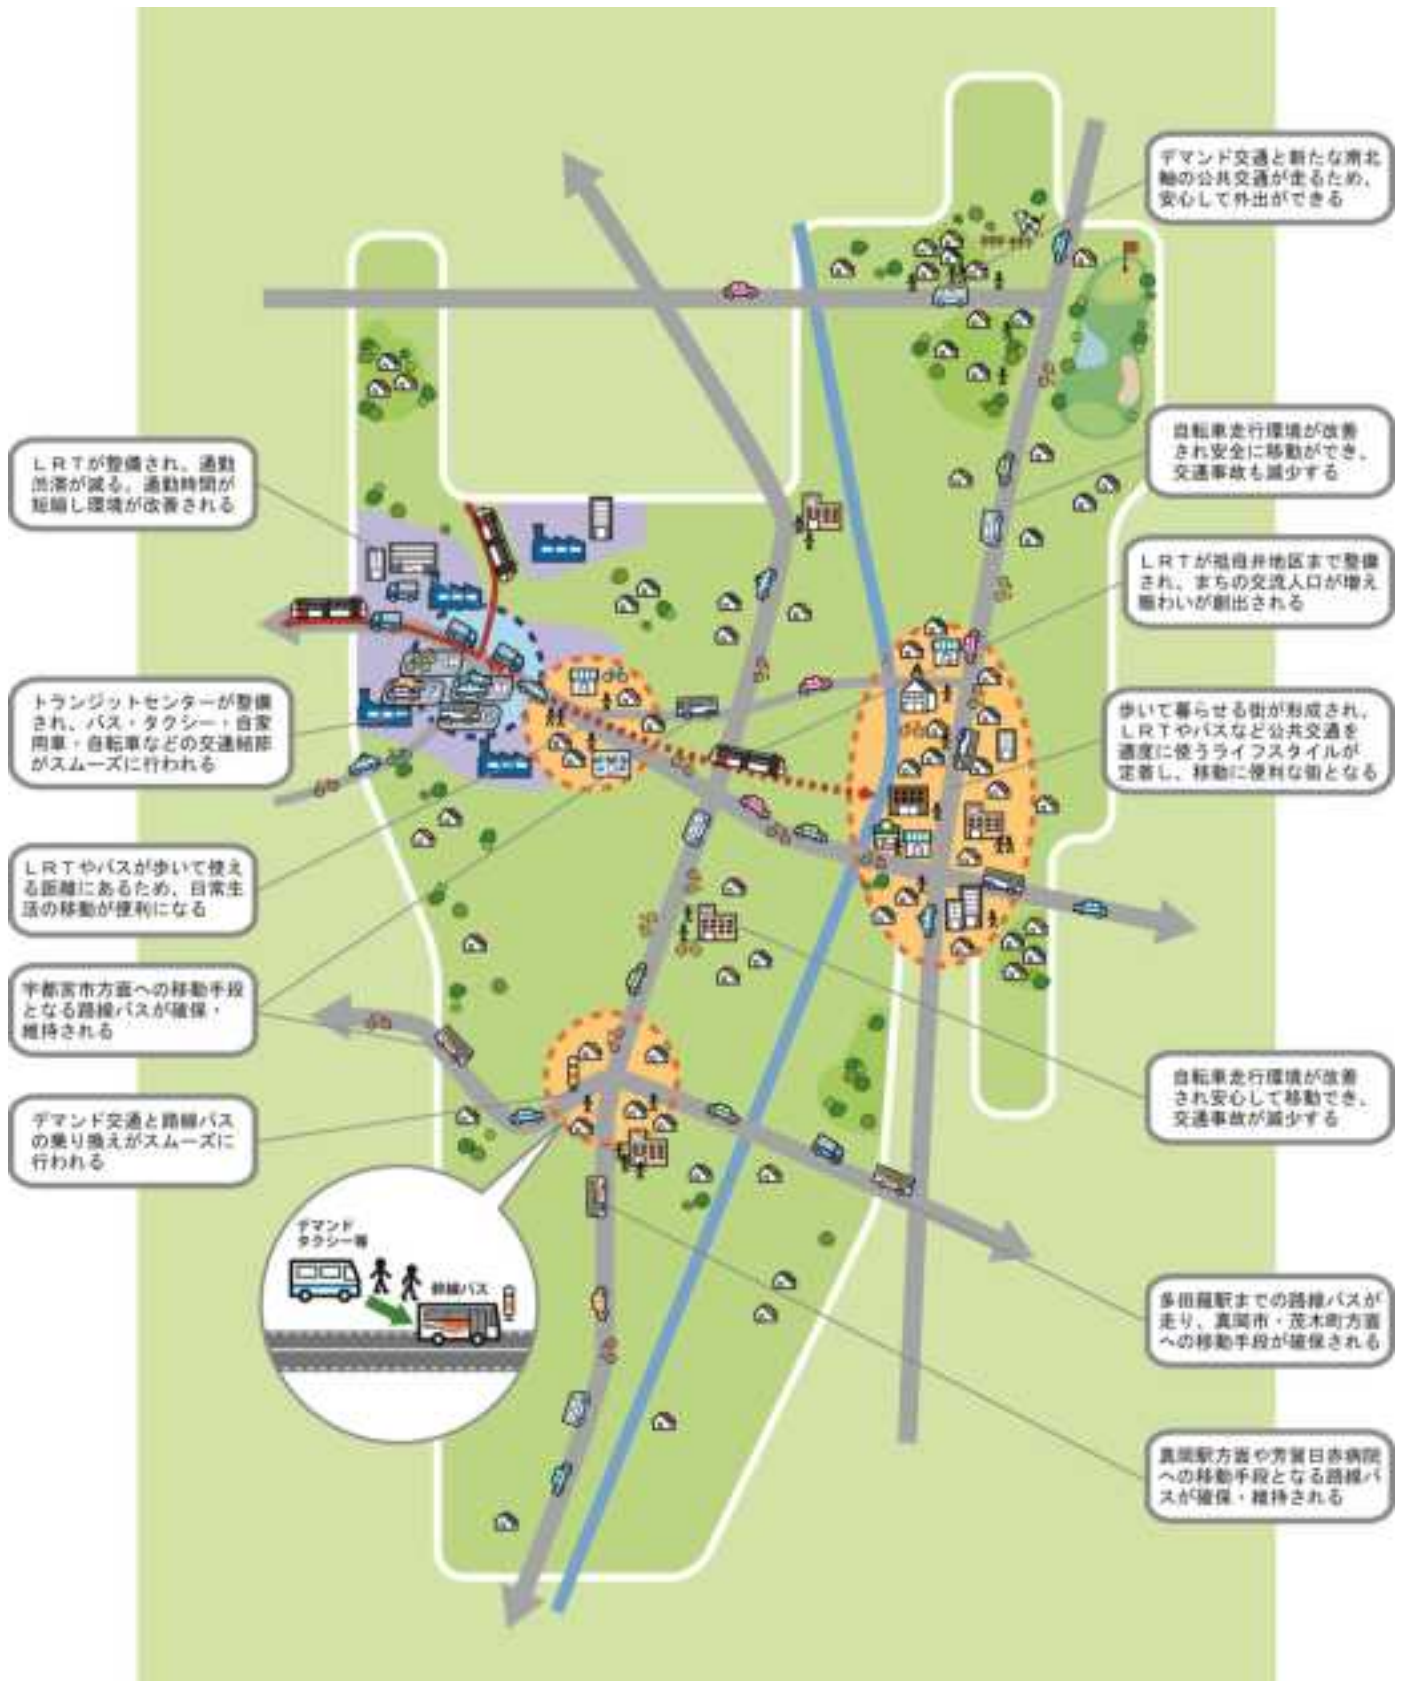 デマンド交通と新たな南北
軸の公共交通が走るため、
安心して外出ができる
自転車走行環境が改善
され安全に移動ができ、
交通事故も減少する
LRTが整備され、通勤
渋滞が減る。通勤時間が
短縮し環境が改善される
LRTが祖母井地区まで整備
され、まちの交流人口が増え
賑わいが創出される
トランジットセンターが整備
され、バス・タクシー・自家
用車・自転車などの交通結節
がスムーズに行われる
歩いて暮らせる街が形成され、
LRTやバスなど公共交通を
適度に使うライフスタイルが
定着し、移動に便利な街となる
LRTやバスが歩いて使え
る距離にあるため、日常生
活の移動が便利になる
宇都宮市方面への移動手段
となる路線バスが確保・
維持される
自転車走行環境が改善
され安心して移動でき、
交通事故が減少する
デマンド交通と路線バス
の乗り換えがスムーズに
行われる
デマンド
タクシー等
幹線バス
多田羅駅までの路線バスが
走り、真岡市・茂木町方面
への移動手段が確保される
真岡駅方面や芳賀日赤病院
への移動手段となる路線バ
スが確保・維持される